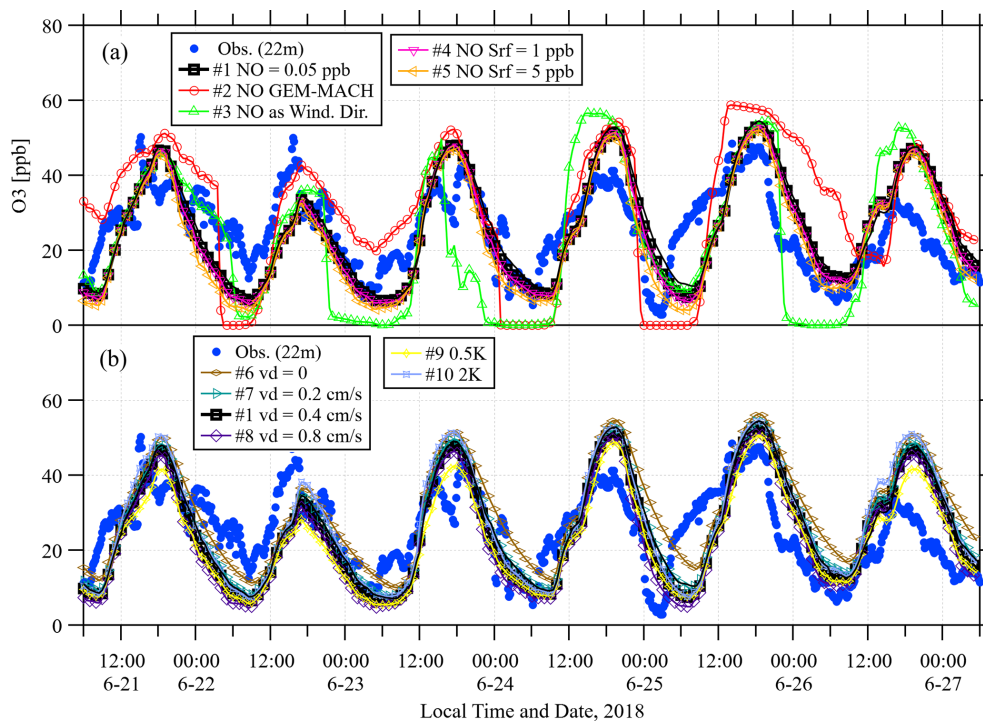 80
60
40
20
0
O3 [ppb]
(a)
Obs. (22m)
#1 NO = 0.05 ppb
#2 NO GEM-MACH
#3 NO as Wind. Dir.
#4 NO Srf = 1 ppb
#5 NO Srf = 5 ppb
80
60
40
20
0
(b)
Obs. (22m)
#6 vd = 0
#7 vd = 0.2 cm/s
#1 vd = 0.4 cm/s
#8 vd = 0.8 cm/s
#9 0.5K
#10 2K
12:00 00:00 12:00 00:00 12:00 00:00 12:00 00:00 12:00 00:00 12:00
6-21 6-22 6-23 6-24 6-25 6-26 6-27
Local Time and Date, 2018